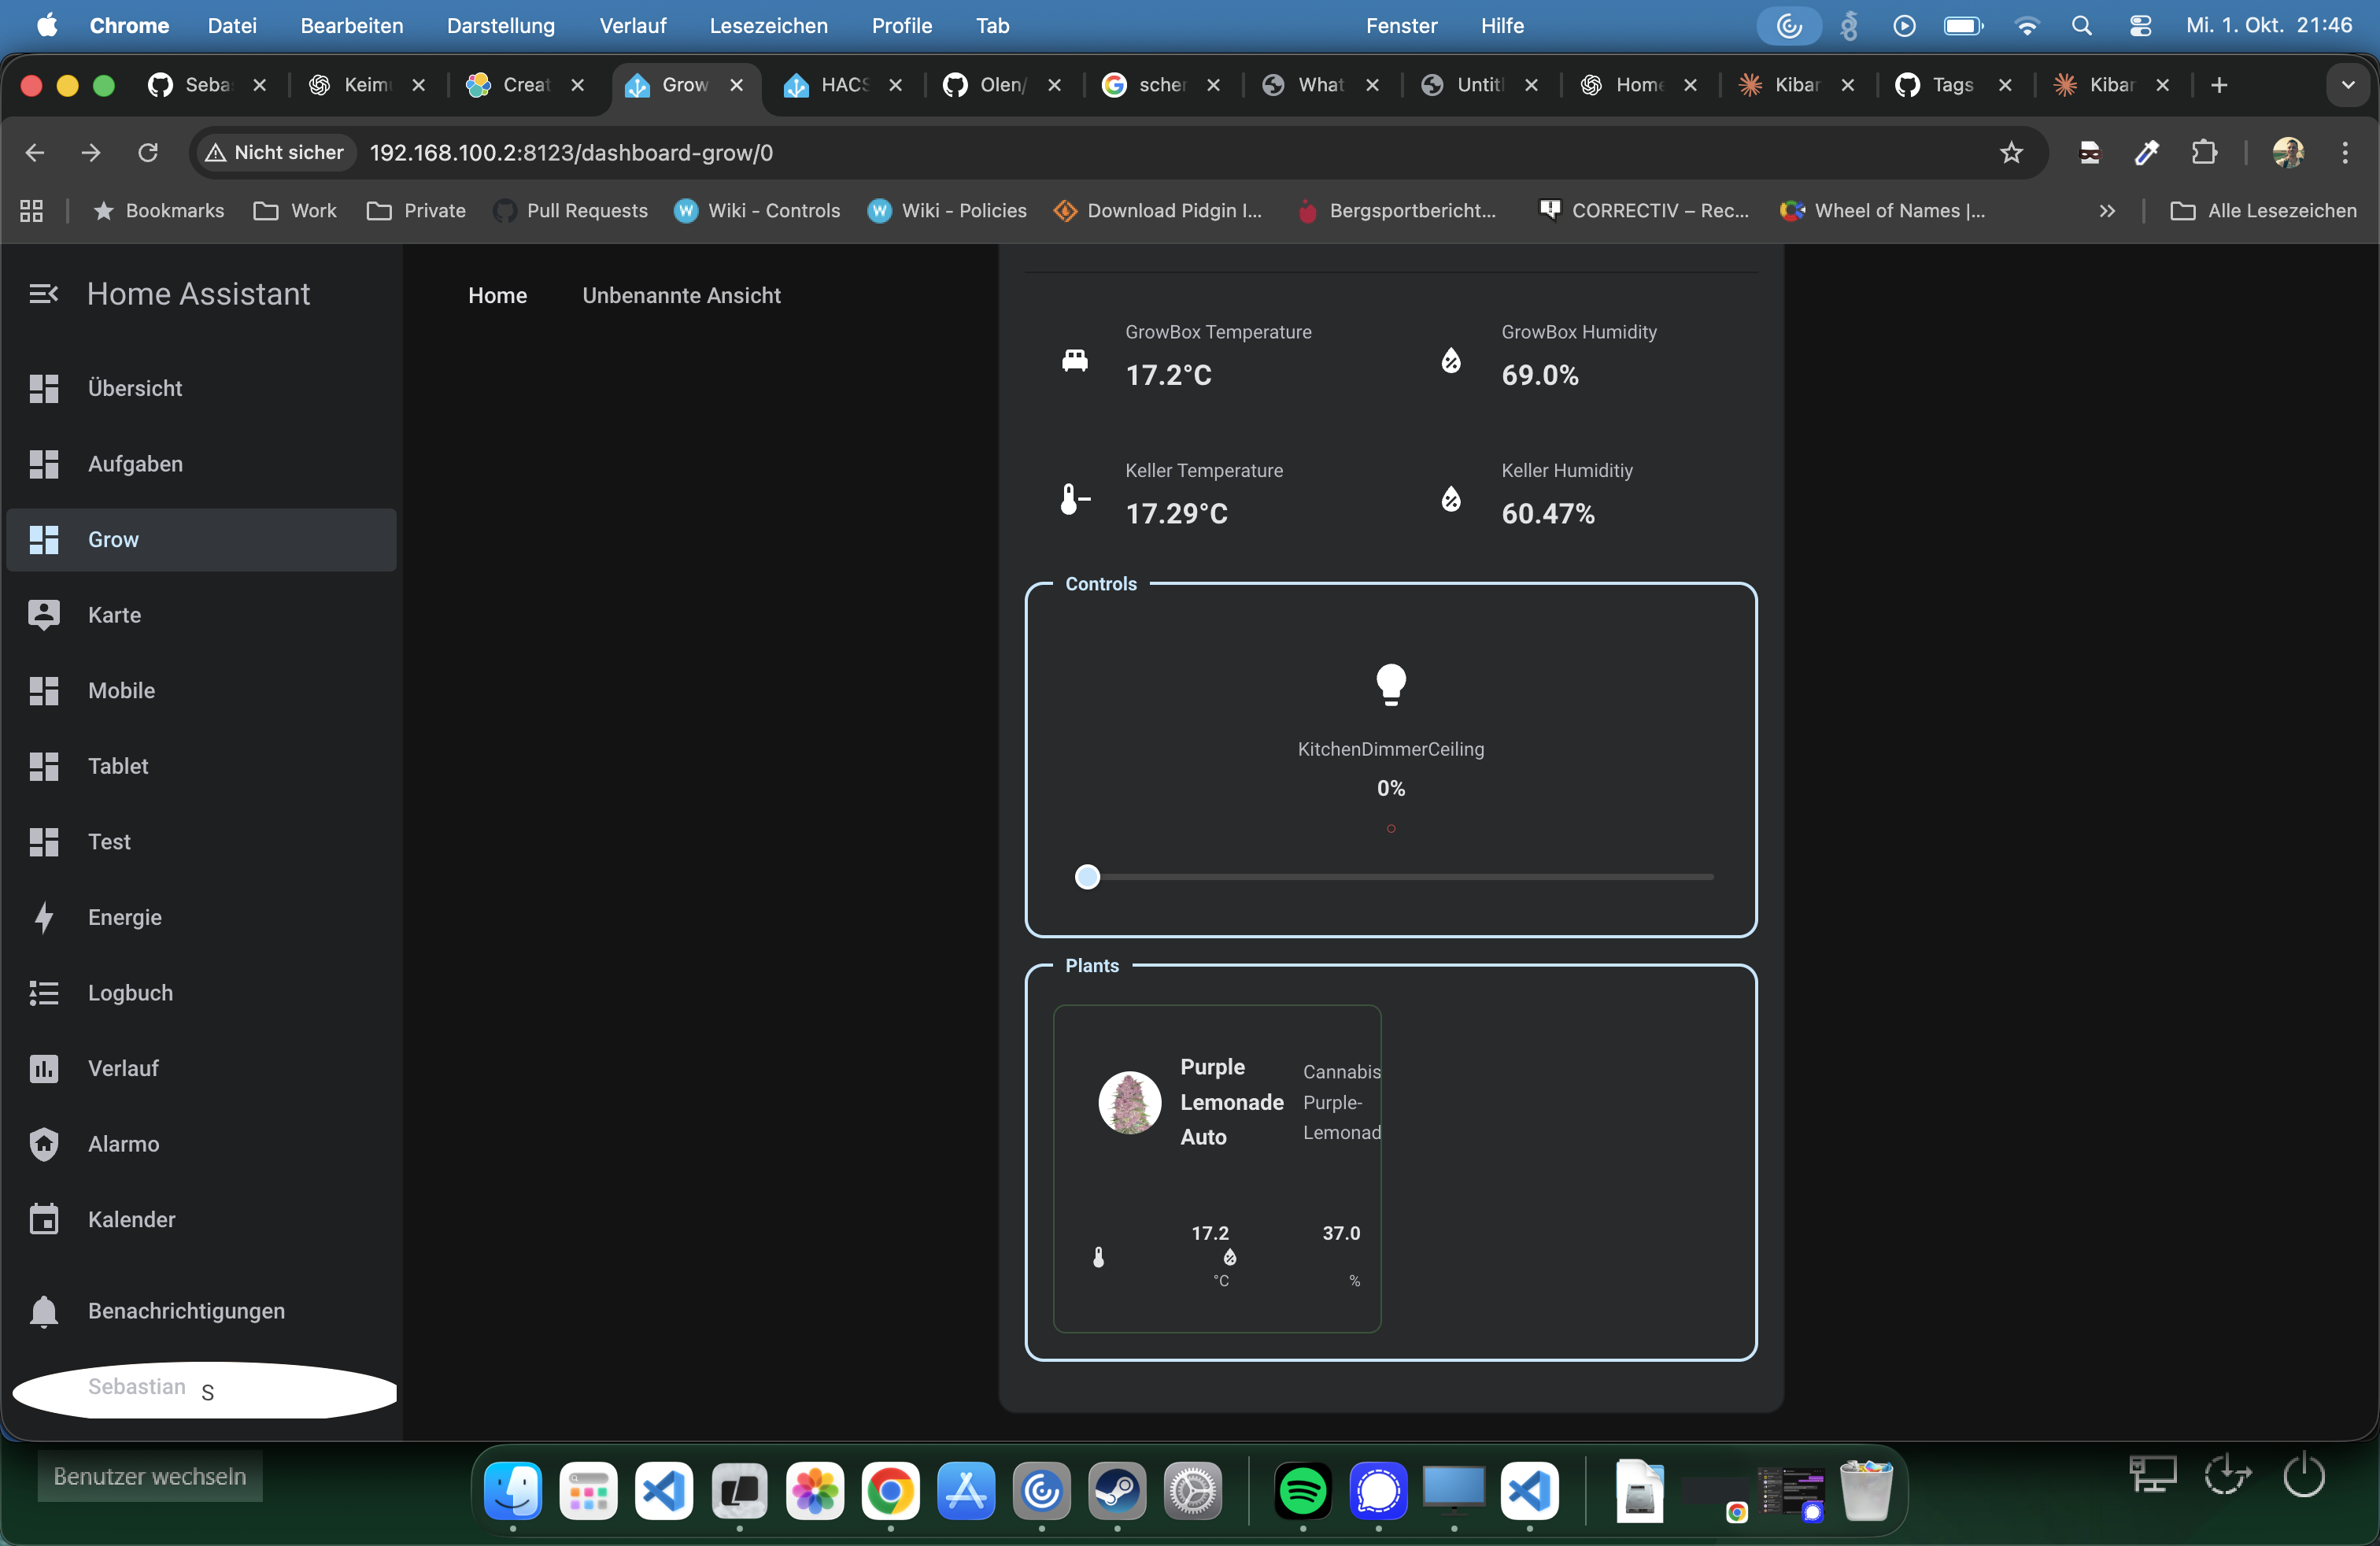 Chrome Datei Bearbeiten Darstellung Verlauf Lesezeichen Profile Tab Fenster Hilfe Mi. 1. Okt. 21:46
Seba Keim Creat Grow HACS Olen/ scher What Untitl Home Kibar Tags Kibar
Nicht sicher 192.168.100.2:8123/dashboard-grow/0
Bookmarks Work Private Pull Requests Wiki - Controls Wiki - Policies Download Pidgin I... Bergsportbericht... CORRECTIV – Rec... Wheel of Names |... Alle Lesezeichen
Home Assistant
Übersicht
Aufgaben
Grow
Karte
Mobile
Tablet
Test
Energie
Logbuch
Verlauf
Alarmo
Kalender
Benachrichtigungen
Sebastian S
Home Unbenannte Ansicht
GrowBox Temperature
17.2°C
GrowBox Humidity
69.0%
Keller Temperature
17.29°C
Keller Humiditiy
60.47%
Controls
KitchenDimmerCeiling
0%
Plants
Purple
Lemonade
Auto
Cannabis
Purple-
Lemonad
17.2
°C
37.0
%
Benutzer wechseln